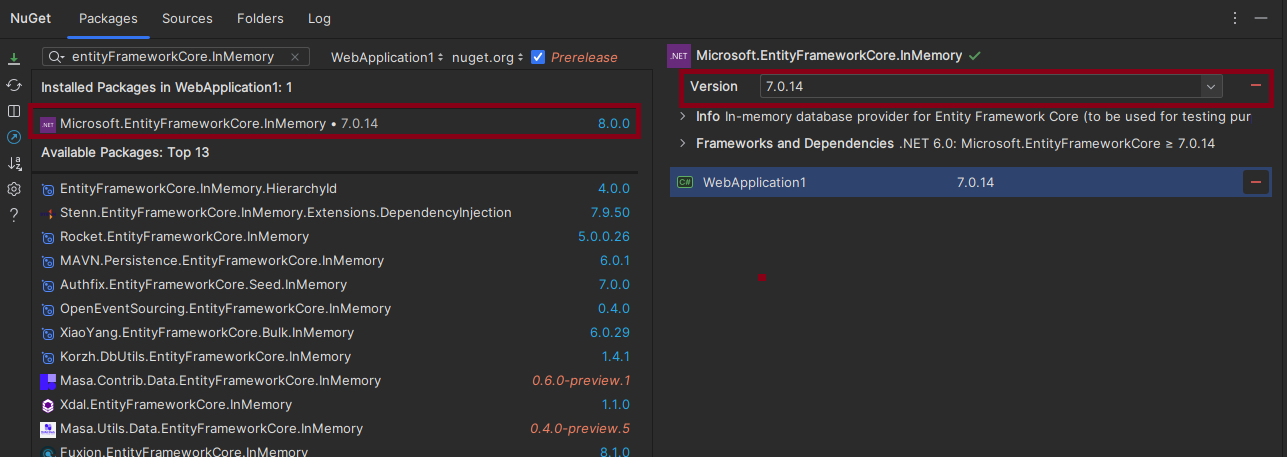 NuGet Packages Sources Folders Log
entityFrameworkCore.InMemory WebApplication1 nuget.org Prerelease
Installed Packages in WebApplication1: 1
.NET Microsoft.EntityFrameworkCore.InMemory • 7.0.14 8.0.0
Available Packages: Top 13
EntityFrameworkCore.InMemory.HierarchyId 4.0.0
Stenn.EntityFrameworkCore.InMemory.Extensions.DependencyInjection 7.9.50
Rocket.EntityFrameworkCore.InMemory 5.0.0.26
MAVN.Persistence.EntityFrameworkCore.InMemory 6.0.1
Authfix.EntityFrameworkCore.Seed.InMemory 7.0.0
OpenEventSourcing.EntityFrameworkCore.InMemory 0.4.0
XiaoYang.EntityFrameworkCore.Bulk.InMemory 6.0.29
Korzh.DbUtils.EntityFrameworkCore.InMemory 1.4.1
Masa.Contrib.Data.EntityFrameworkCore.InMemory 0.6.0-preview.1
Xdal.EntityFrameworkCore.InMemory 1.1.0
Masa.Utils.Data.EntityFrameworkCore.InMemory 0.4.0-preview.5
Fuxion.EntityFrameworkCore.InMemory 8.1.0
.NET Microsoft.EntityFrameworkCore.InMemory
Version 7.0.14
Info In-memory database provider for Entity Framework Core (to be used for testing pur
Frameworks and Dependencies .NET 6.0: Microsoft.EntityFrameworkCore ≥ 7.0.14
C# WebApplication1 7.0.14